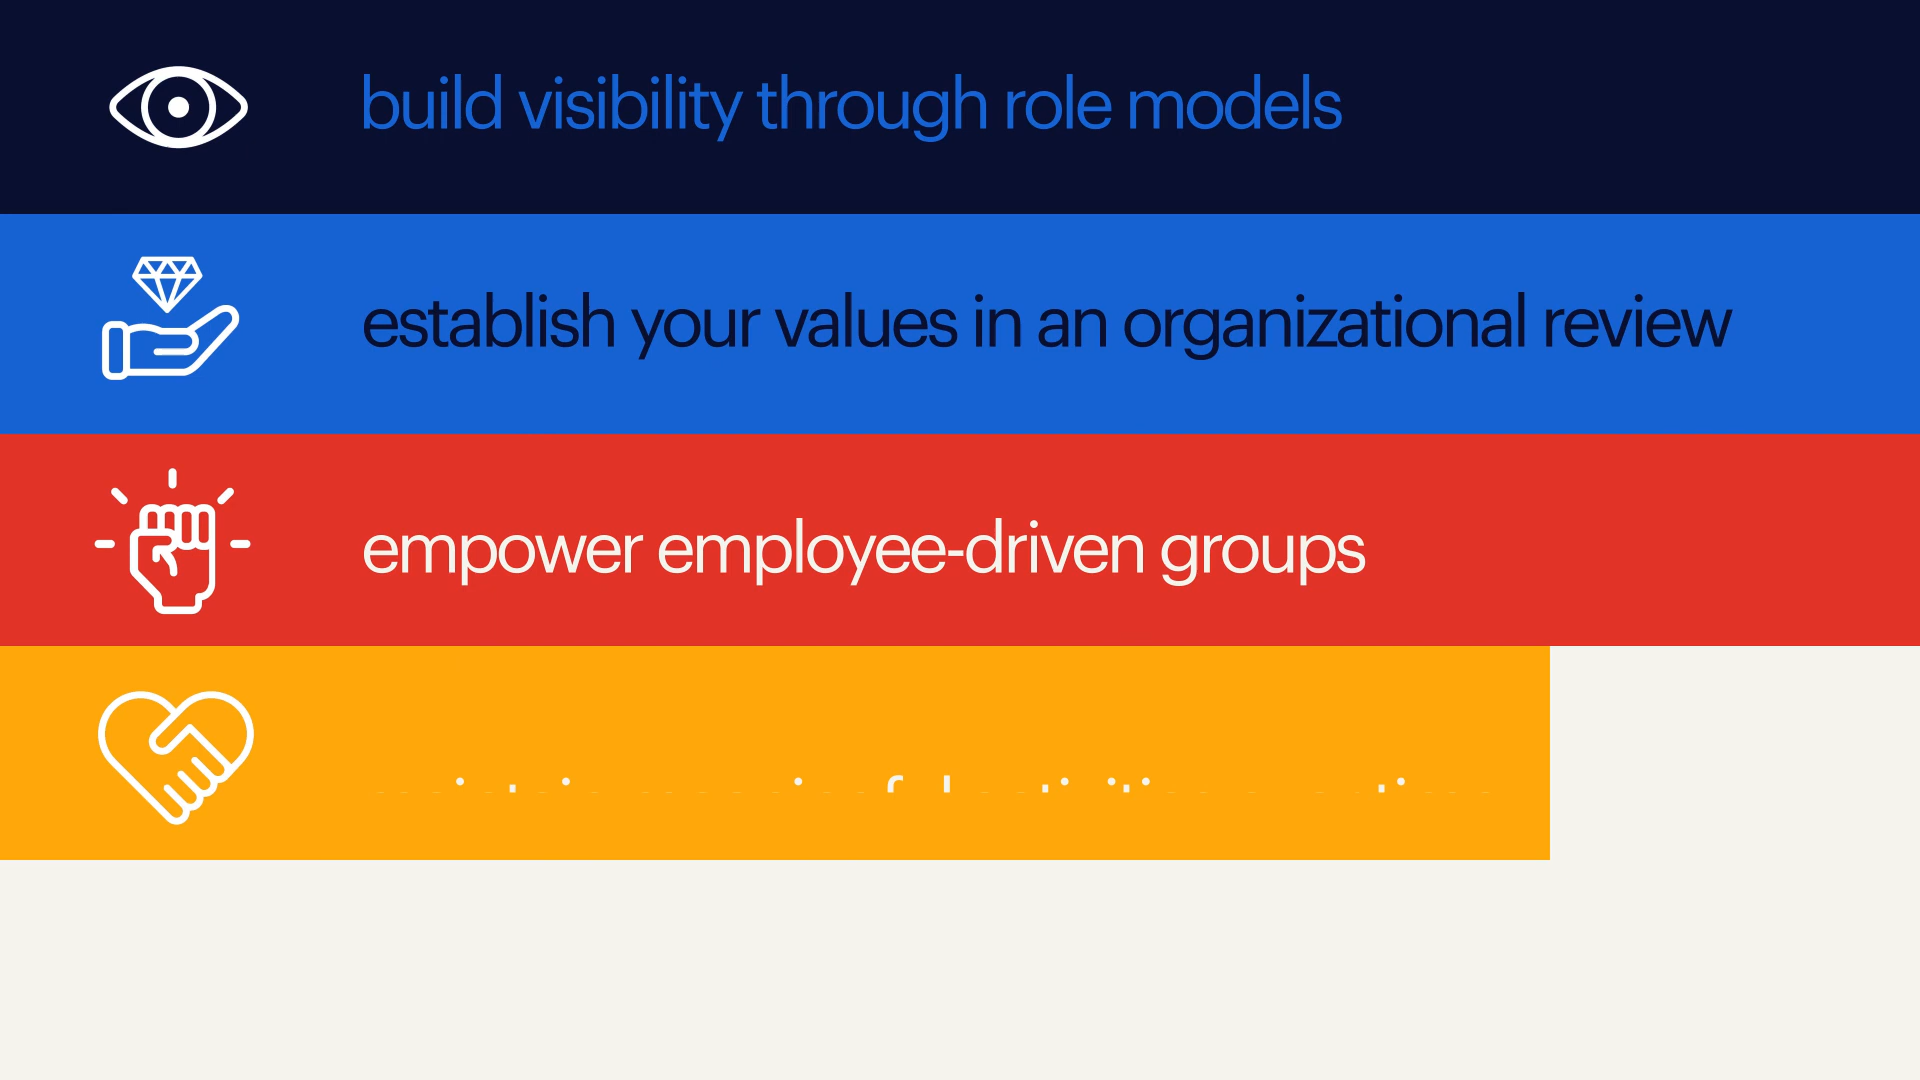 build visibility through role models
establish your values in an organizational review
empower employee-driven groups